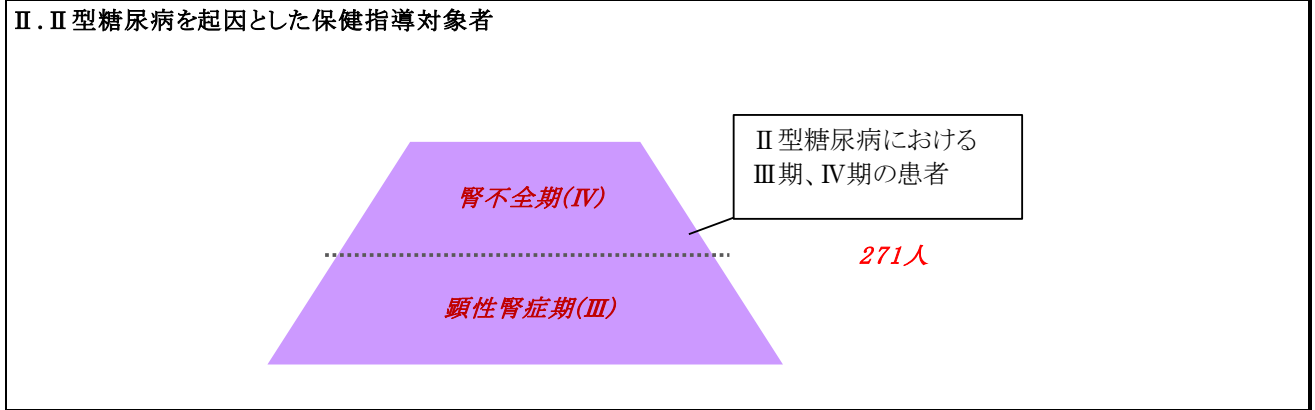 Ⅱ.Ⅱ型糖尿病を起因とした保健指導対象者
Ⅱ型糖尿病における
Ⅲ期、Ⅳ期の患者
腎不全期(Ⅳ)
271人
顕性腎症期(Ⅲ)